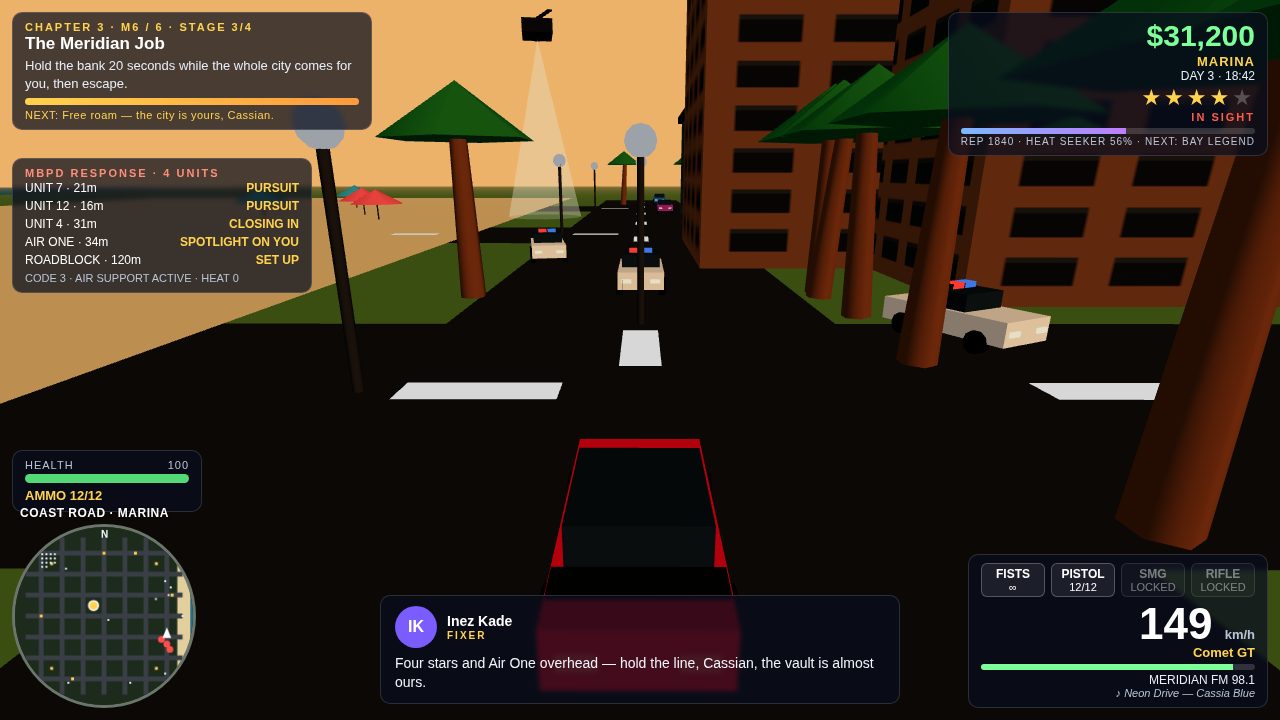 CHAPTER 3 · M6 / 6 · STAGE 3/4
The Meridian Job
Hold the bank 20 seconds while the whole city comes for
you, then escape.
NEXT: Free roam — the city is yours, Cassian.
MBPD RESPONSE · 4 UNITS
UNIT 7 · 21m PURSUIT
UNIT 12 · 16m PURSUIT
UNIT 4 · 31m CLOSING IN
AIR ONE · 34m SPOTLIGHT ON YOU
ROADBLOCK · 120m SET UP
CODE 3 · AIR SUPPORT ACTIVE · HEAT 0
$31,200
MARINA
DAY 3 · 18:42
★★★★★
IN SIGHT
REP 1840 · HEAT SEEKER 56% · NEXT: BAY LEGEND
HEALTH 100
AMMO 12/12
COAST ROAD · MARINA
N
IK
Inez Kade
FIXER
Four stars and Air One overhead — hold the line, Cassian, the vault is almost
ours.
FISTS PISTOL SMG RIFLE
∞ 12/12 LOCKED LOCKED
149 km/h
Comet GT
MERIDIAN FM 98.1
♪ Neon Drive — Cassia Blue